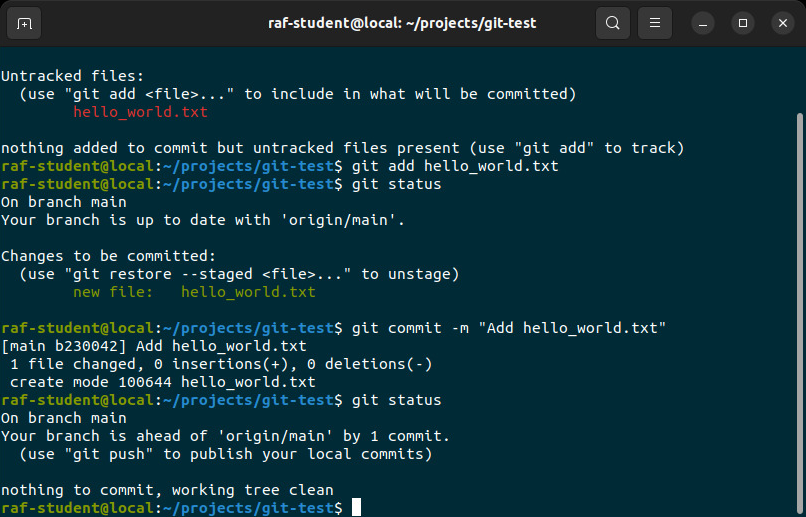 raf-student@local: ~/projects/git-test
Untracked files:
  (use "git add <file>..." to include in what will be committed)
        hello_world.txt
nothing added to commit but untracked files present (use "git add" to track)
raf-student@local:~/projects/git-test$ git add hello_world.txt
raf-student@local:~/projects/git-test$ git status
On branch main
Your branch is up to date with 'origin/main'.
Changes to be committed:
  (use "git restore --staged <file>..." to unstage)
        new file:   hello_world.txt
raf-student@local:~/projects/git-test$ git commit -m "Add hello_world.txt"
[main b230042] Add hello_world.txt
 1 file changed, 0 insertions(+), 0 deletions(-)
 create mode 100644 hello_world.txt
raf-student@local:~/projects/git-test$ git status
On branch main
Your branch is ahead of 'origin/main' by 1 commit.
  (use "git push" to publish your local commits)
nothing to commit, working tree clean
raf-student@local:~/projects/git-test$